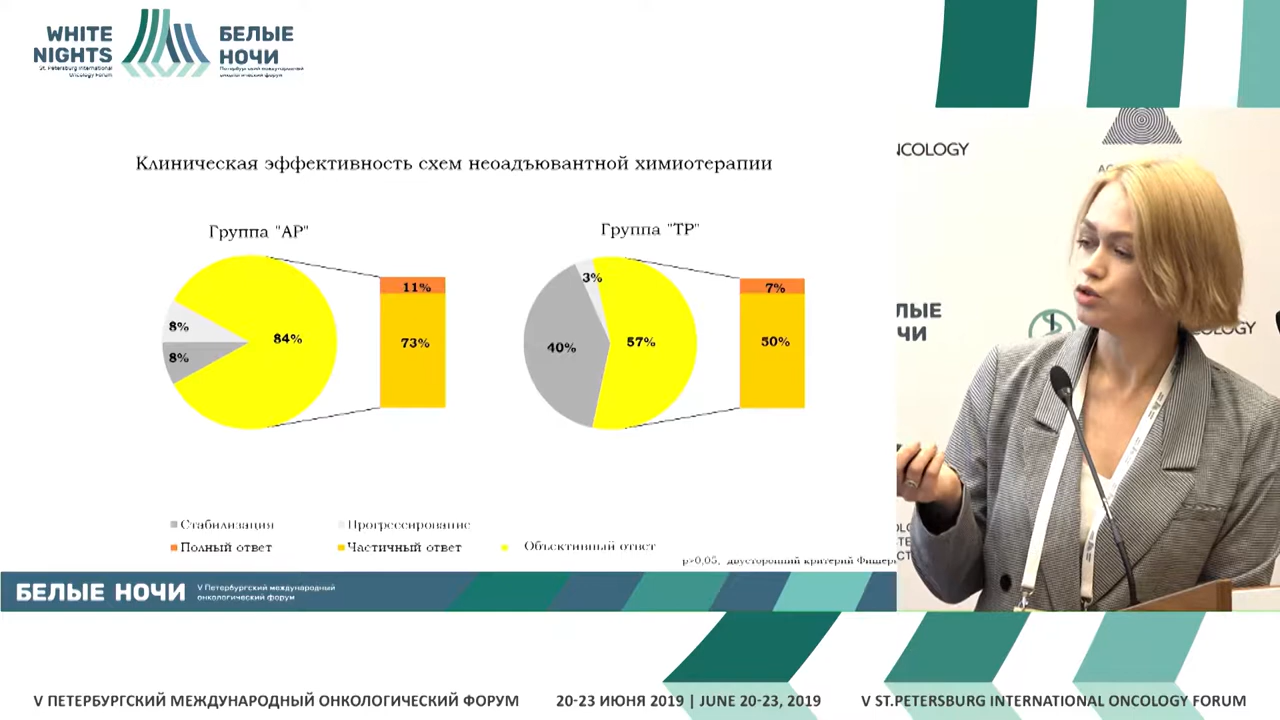 WHITE
NIGHTS
St. Petersburg International
Oncology Forum
БЕЛЫЕ
НОЧИ
Петербургский международный
онкологический форум
Клиническая эффективность схем неоадъювантной химиотерапии
Группа "AP"
8%
8%
84%
11%
73%
Группа "TP"
3%
40%
57%
7%
50%
Стабилизация
Прогрессирование
Полный ответ
Частичный ответ
Объективный ответ
p>0,05, двусторонний критерий Фишера
БЕЛЫЕ НОЧИ
V Петербургский международный
онкологический форум
NCOLOGY
ЛЫЕ
ЧИ
OLOGY
V ПЕТЕРБУРГСКИЙ МЕЖДУНАРОДНЫЙ ОНКОЛОГИЧЕСКИЙ ФОРУМ
20-23 ИЮНЯ 2019 | JUNE 20-23, 2019
V ST.PETERSBURG INTERNATIONAL ONCOLOGY FORUM